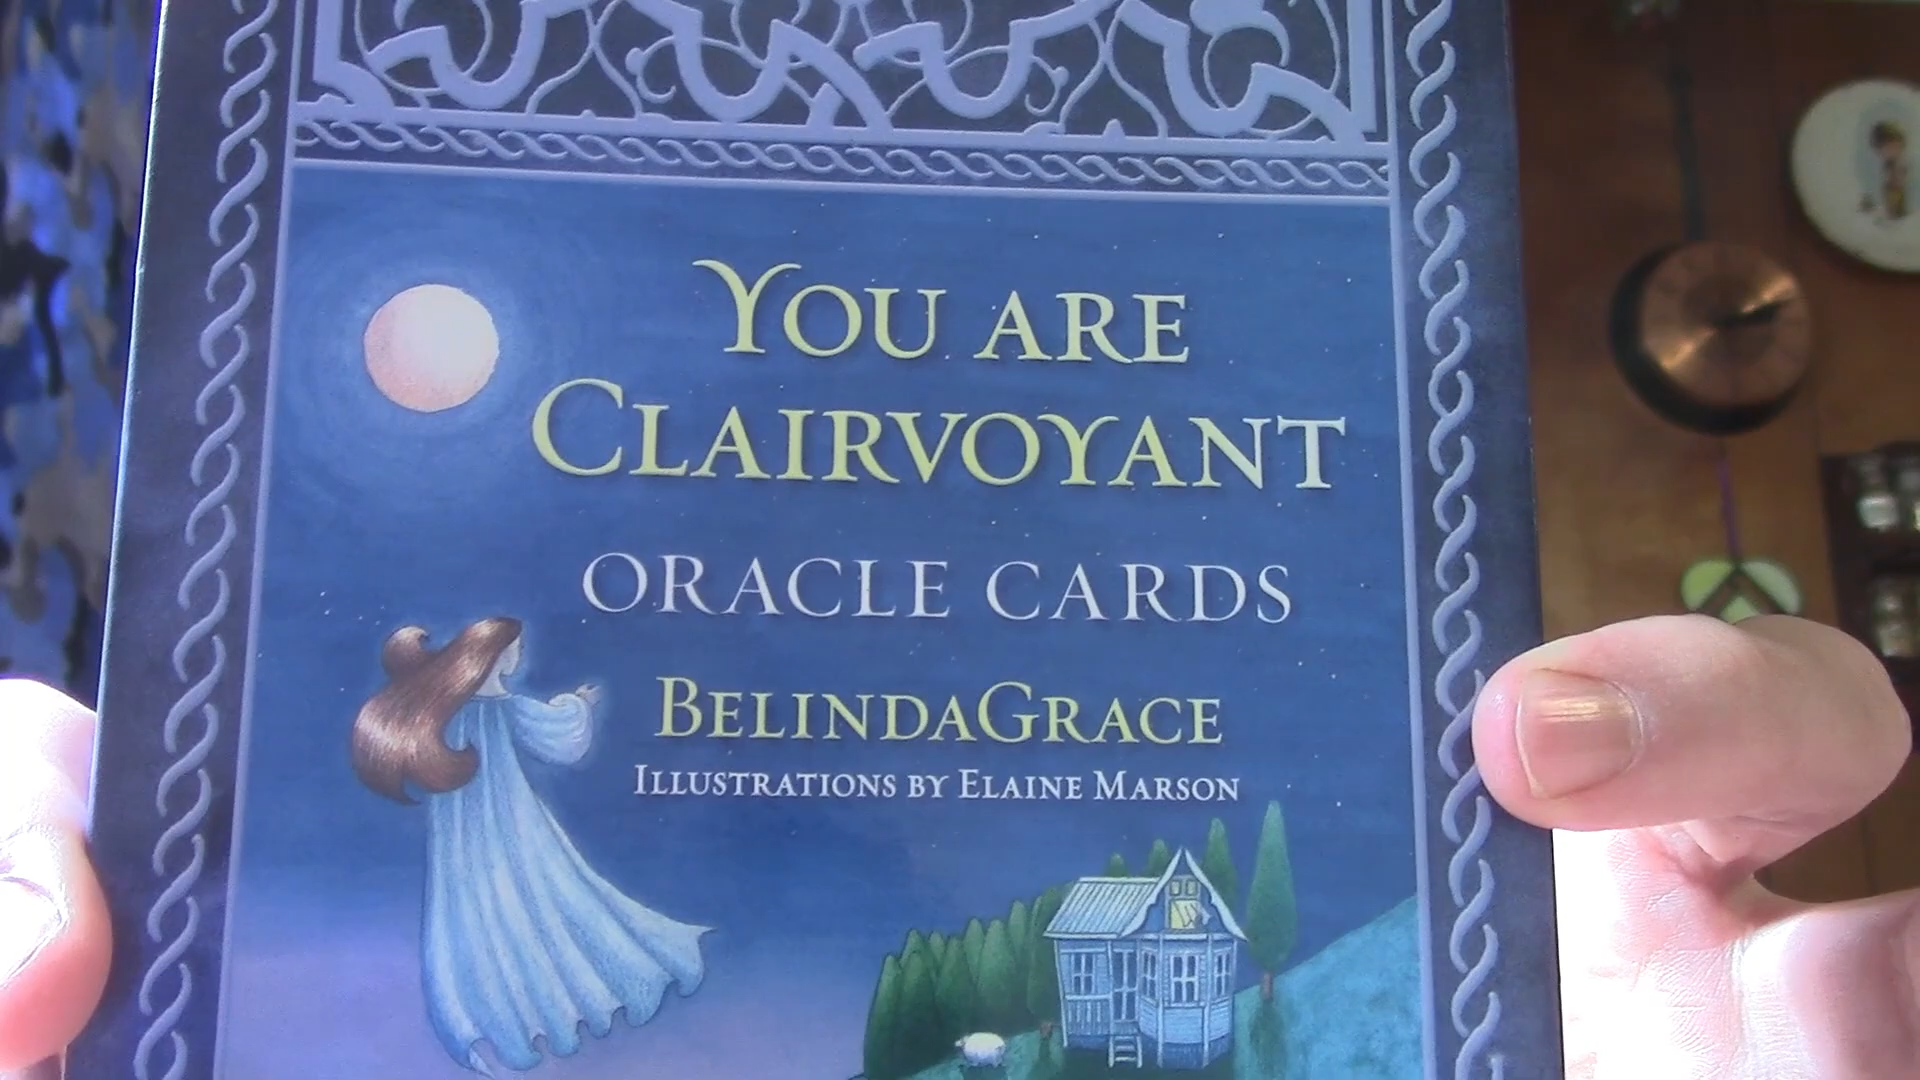 YOU ARE
CLAIRVOYANT
ORACLE CARDS
BELINDAGRACE
ILLUSTRATIONS BY ELAINE MARSON